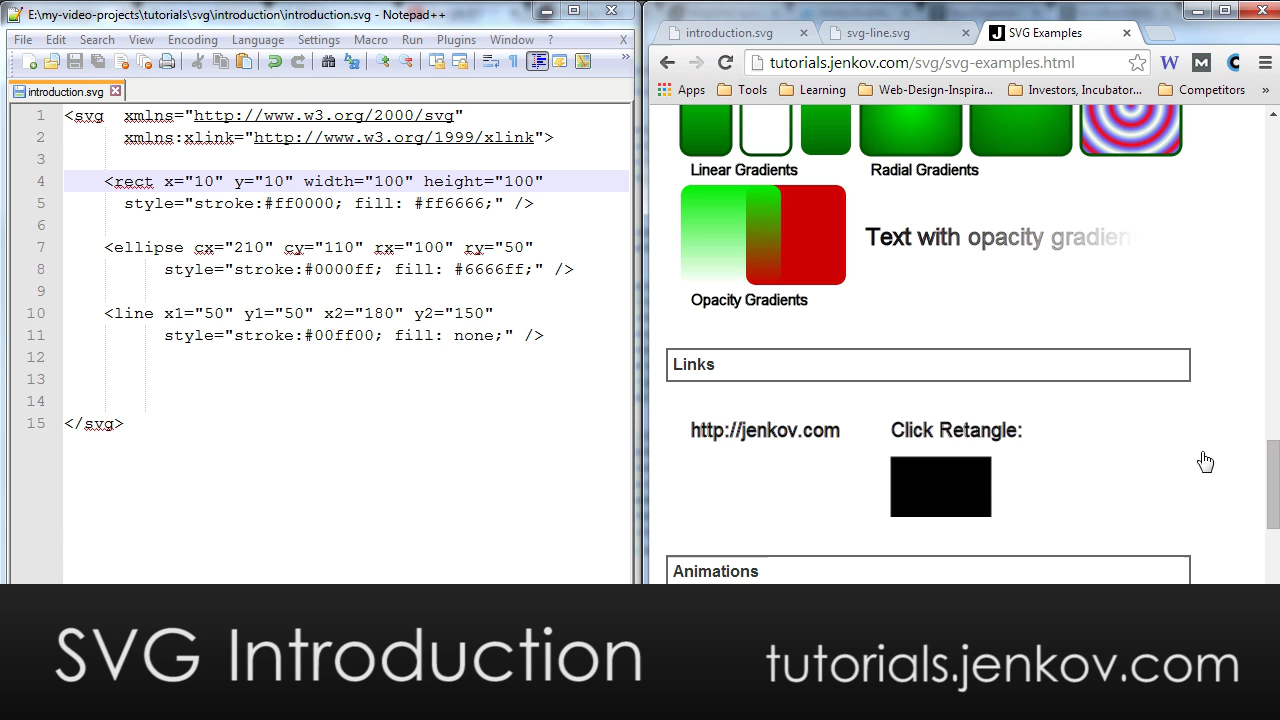 E:\my-video-projects\tutorials\svg\introduction\introduction.svg - Notepad++
File Edit Search View Encoding Language Settings Macro Run Plugins Window ? X
introduction.svg
1 <svg xmlns="http://www.w3.org/2000/svg"
2 xmlns:xlink="http://www.w3.org/1999/xlink">
3
4 <rect x="10" y="10" width="100" height="100"
5 style="stroke:#ff0000; fill: #ff6666;" />
6
7 <ellipse cx="210" cy="110" rx="100" ry="50"
8 style="stroke:#0000ff; fill: #6666ff;" />
9
10 <line x1="50" y1="50" x2="180" y2="150"
11 style="stroke:#00ff00; fill: none;" />
12
13
14
15 </svg>
introduction.svg svg-line.svg J SVG Examples
tutorials.jenkov.com/svg/svg-examples.html W M C
Apps Tools Learning Web-Design-Inspira... Investors, Incubator... Competitors »
Linear Gradients Radial Gradients
Text with opacity gradien
Opacity Gradients
Links
http://jenkov.com Click Retangle:
Animations
SVG Introduction tutorials.jenkov.com